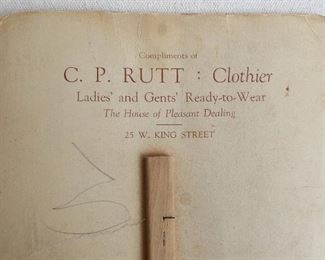 Compliments of
C. P. RUTT : Clothier
Ladies' and Gents' Ready-to-Wear
The House of Pleasant Dealing
25 W. KING STREET